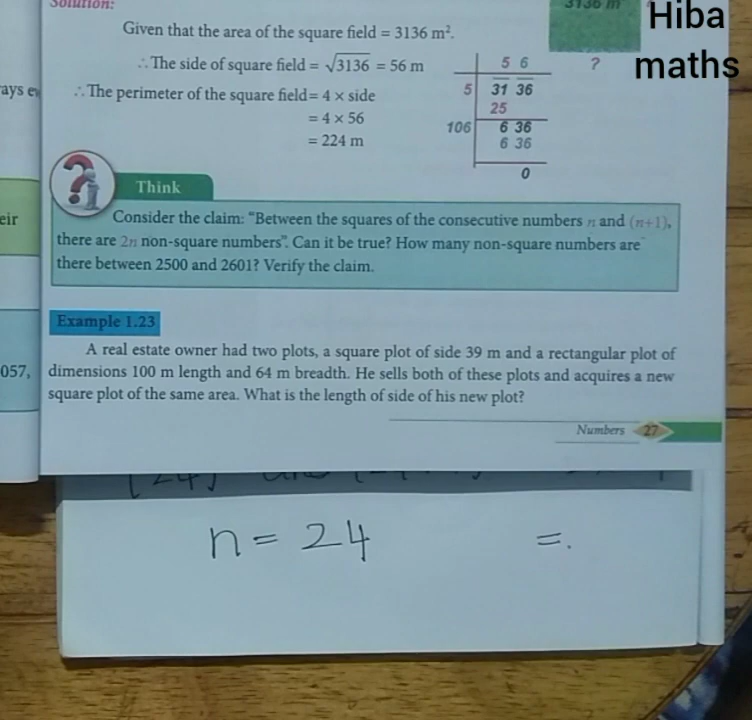 Solution:
3136 m
Hiba
maths
Given that the area of the square field = 3136 m².
∴ The side of square field = √3136 = 56 m
∴ The perimeter of the square field= 4 × side
= 4 × 56
= 224 m
5 6
5 31 36
25
106 6 36
6 36
0
?
ays
eir
057,
Think
Consider the claim: “Between the squares of the consecutive numbers n and (n+1),
there are 2n non-square numbers”. Can it be true? How many non-square numbers are
there between 2500 and 2601? Verify the claim.
Example 1.23
A real estate owner had two plots, a square plot of side 39 m and a rectangular plot of
dimensions 100 m length and 64 m breadth. He sells both of these plots and acquires a new
square plot of the same area. What is the length of side of his new plot?
Numbers 27
n = 24 =.